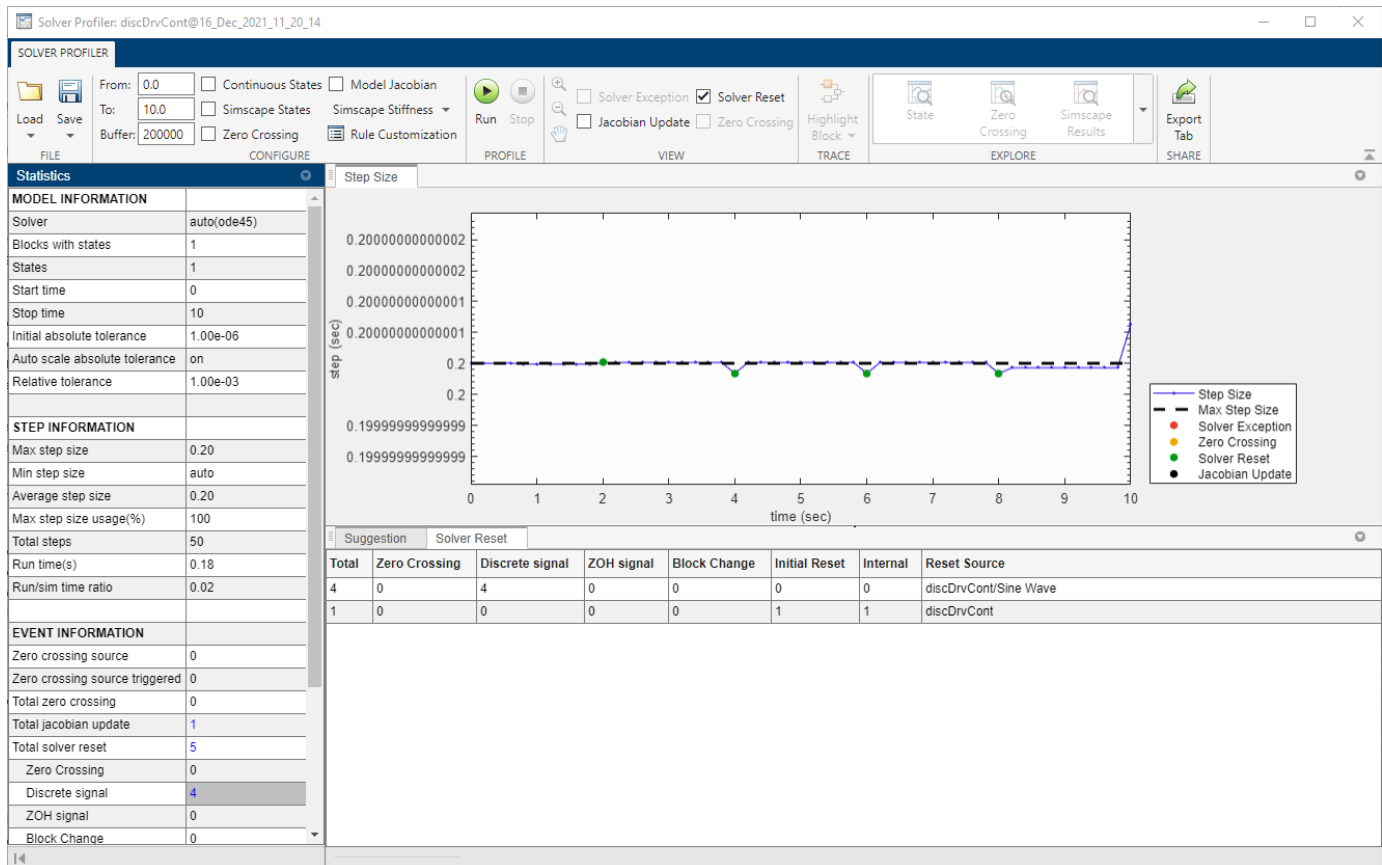 Solver Profiler: discDrvCont@16_Dec_2021_11_20_14
SOLVER PROFILER
From: 0.0 Continuous States Model Jacobian
To: 10.0 Simscape States Simscape Stiffness
Buffer: 200000 Zero Crossing Rule Customization
Load Save
Run Stop
Solver Exception Solver Reset
Jacobian Update Zero Crossing
Highlight
Block
State
Zero
Crossing
Simscape
Results
Export
Tab
FILE CONFIGURE PROFILE VIEW TRACE EXPLORE SHARE
Statistics
MODEL INFORMATION
Solver auto(ode45)
Blocks with states 1
States 1
Start time 0
Stop time 10
Initial absolute tolerance 1.00e-06
Auto scale absolute tolerance on
Relative tolerance 1.00e-03
STEP INFORMATION
Max step size 0.20
Min step size auto
Average step size 0.20
Max step size usage(%) 100
Total steps 50
Run time(s) 0.18
Run/sim time ratio 0.02
EVENT INFORMATION
Zero crossing source 0
Zero crossing source triggered 0
Total zero crossing 0
Total jacobian update 1
Total solver reset 5
Zero Crossing 0
Discrete signal 4
ZOH signal 0
Block Change 0
Step Size
0.20000000000002
0.20000000000002
0.20000000000001
0.20000000000001
0.2
0.2
0.19999999999999
0.19999999999999
step (sec)
0 1 2 3 4 5 6 7 8 9 10
time (sec)
Step Size
Max Step Size
Solver Exception
Zero Crossing
Solver Reset
Jacobian Update
Suggestion Solver Reset
Total Zero Crossing Discrete signal ZOH signal Block Change Initial Reset Internal Reset Source
4 0 4 0 0 0 0 discDrvCont/Sine Wave
1 0 0 0 0 1 1 discDrvCont